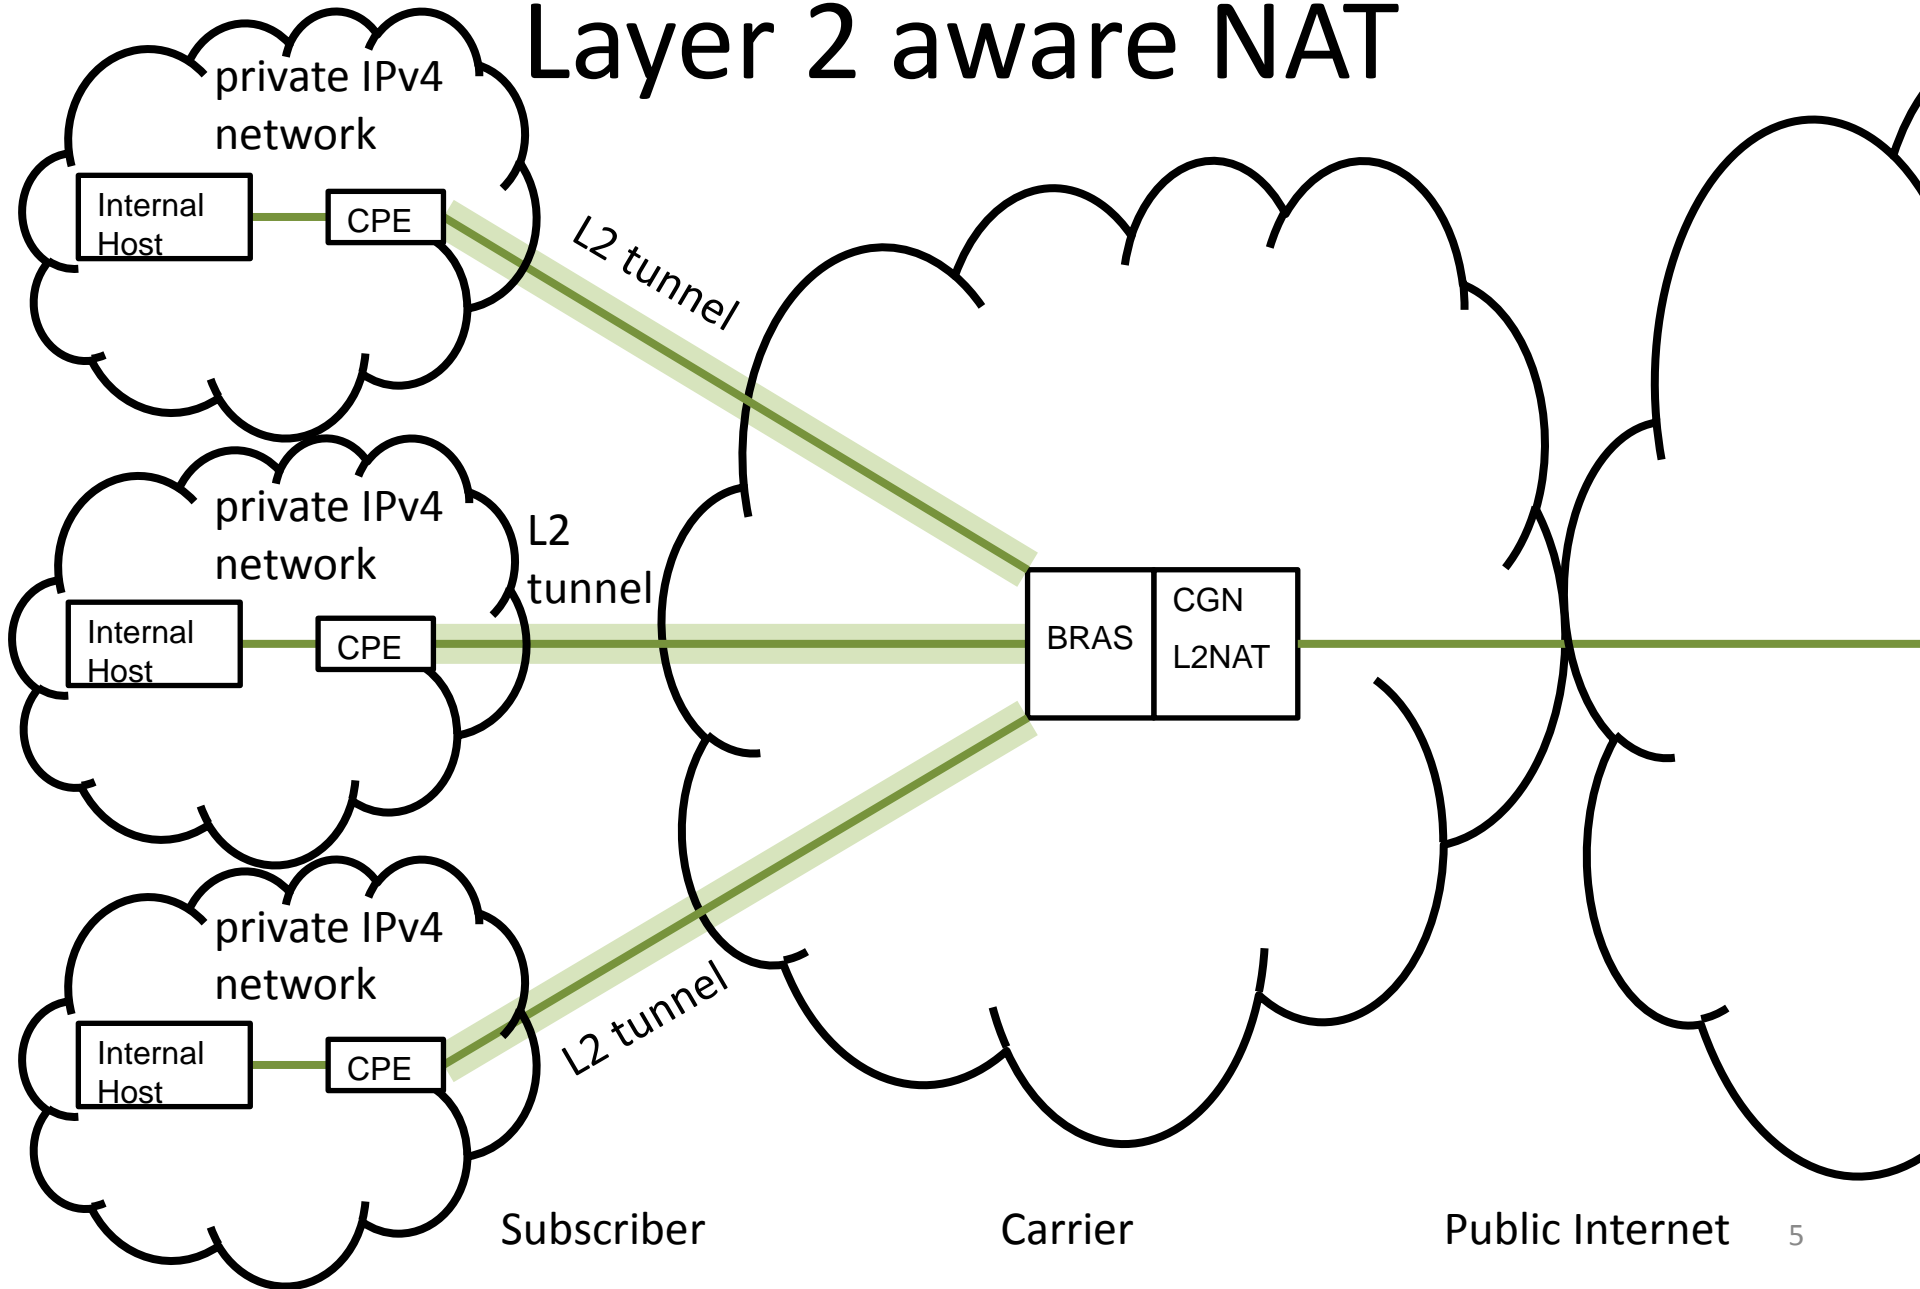 Layer 2 aware NAT
private IPv4
network
Internal
Host
CPE
L2 tunnel
private IPv4
network
Internal
Host
CPE
L2
tunnel
BRAS
CGN
L2NAT
private IPv4
network
Internal
Host
CPE
L2 tunnel
Subscriber
Carrier
Public Internet
5